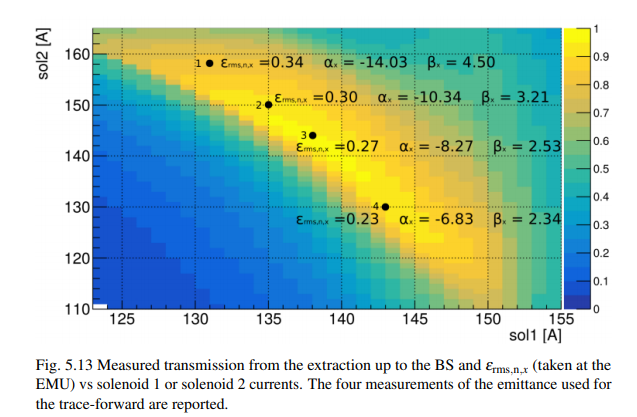 sol2 [A]
160
150
140
130
120
110
125
130
135
140
145
150
155
sol1 [A]
1
0.9
0.8
0.7
0.6
0.5
0.4
0.3
0.2
0.1
0
1 εrms,n,x =0.34 αx = -14.03 βx = 4.50
2 εrms,n,x =0.30 αx = -10.34 βx = 3.21
3
εrms,n,x =0.27 αx = -8.27 βx = 2.53
4
εrms,n,x =0.23 αx = -6.83 βx = 2.34
Fig. 5.13 Measured transmission from the extraction up to the BS and εrms,n,x (taken at the
EMU) vs solenoid 1 or solenoid 2 currents. The four measurements of the emittance used for
the trace-forward are reported.